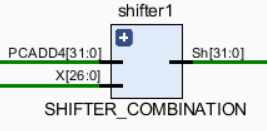 shifter1
PCADD4[31:0]
Sh[31:0]
X[26:0]
SHIFTER_COMBINATION